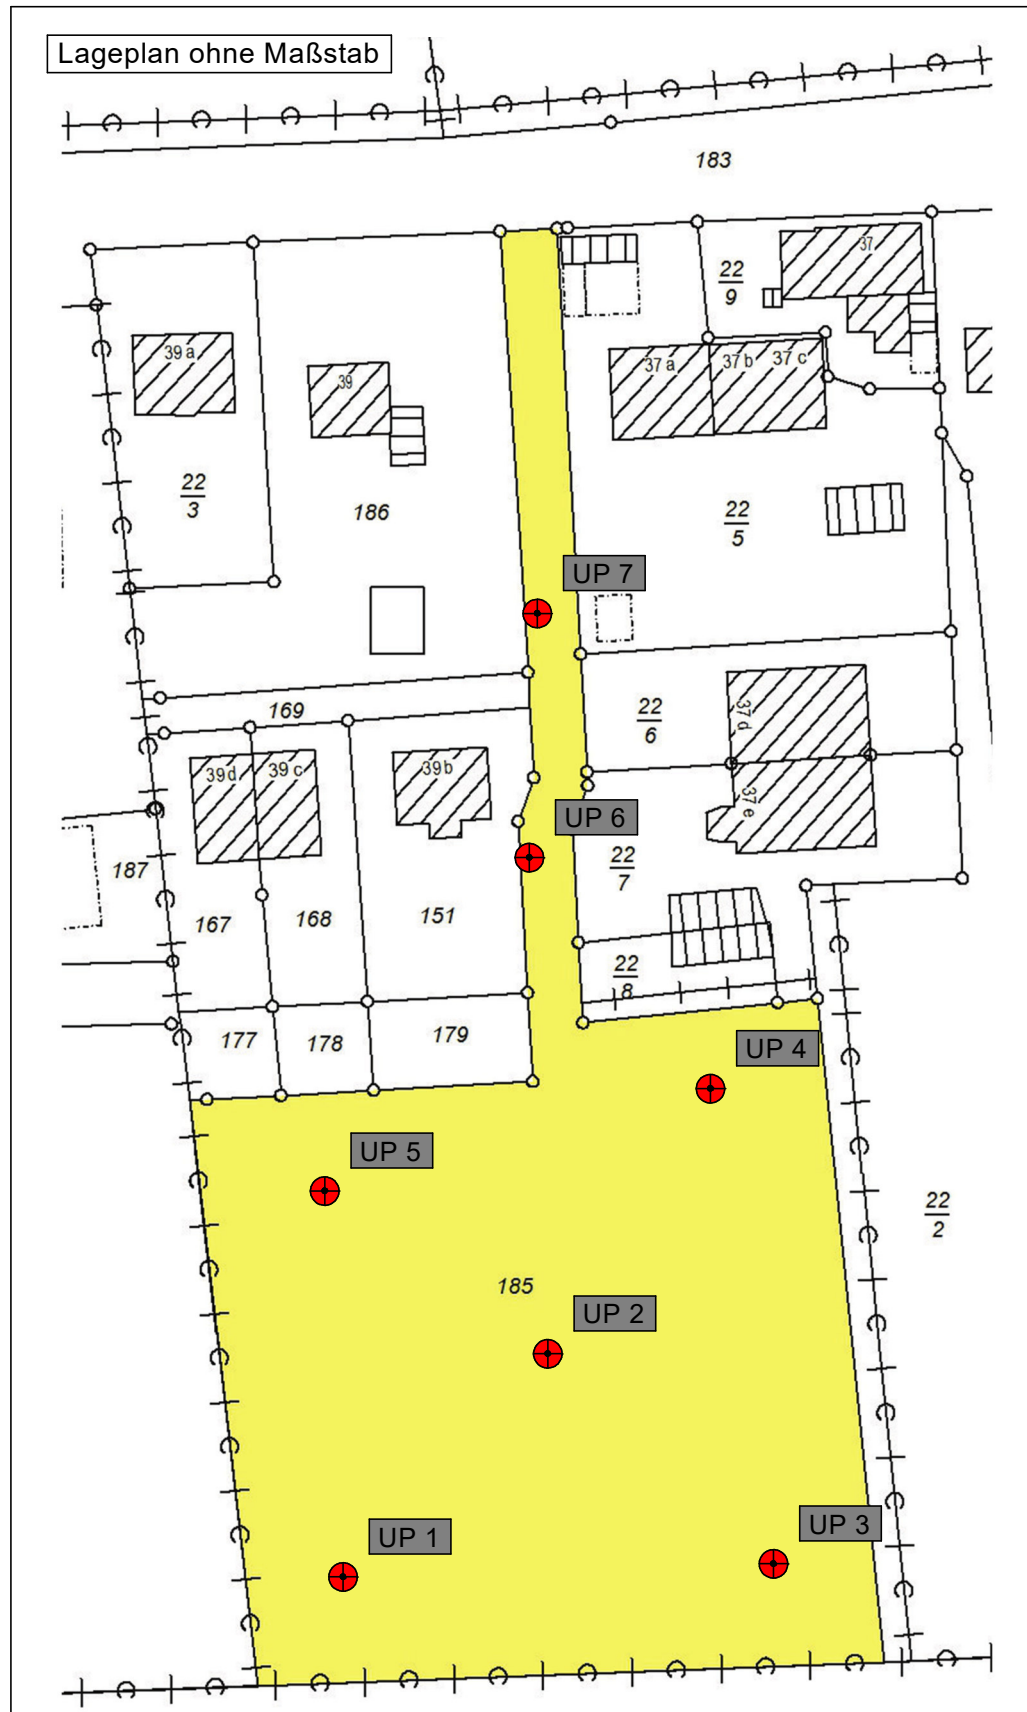 Lageplan ohne Maßstab
183
22
9
37
39 a
39
37 a
37 b
37 c
22
3
186
22
5
UP 7
169
22
6
37 d
39 d
39 c
39 b
37 e
UP 6
187
22
7
167
168
151
22
8
177
178
179
UP 4
UP 5
22
2
185
UP 2
UP 1
UP 3